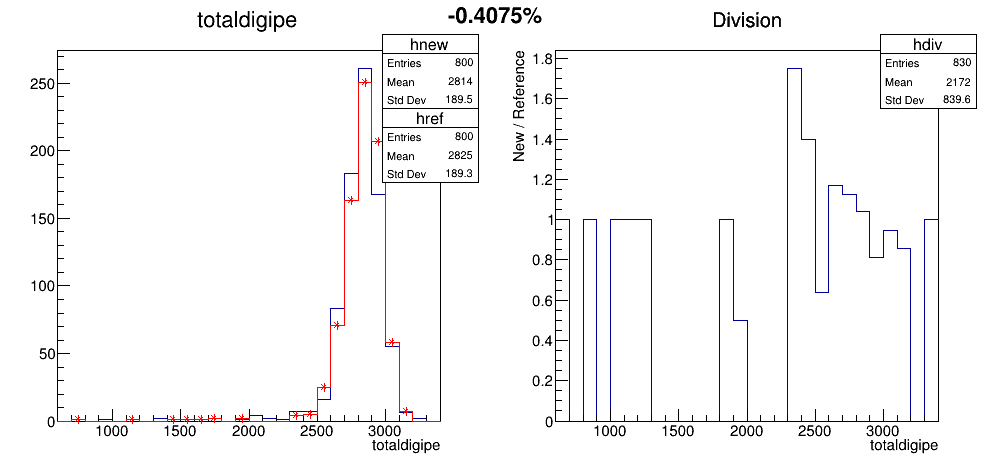 -0.4075%
totaldigipe
hnew
Entries 800
Mean 2814
Std Dev 189.5
href
Entries 800
Mean 2825
Std Dev 189.3
250
200
150
100
50
0
1000 1500 2000 2500 3000
totaldigipe
Division
hdiv
Entries 830
Mean 2172
Std Dev 839.6
New / Reference
1.8
1.6
1.4
1.2
1
0.8
0.6
0.4
0.2
0
1000 1500 2000 2500 3000
totaldigipe